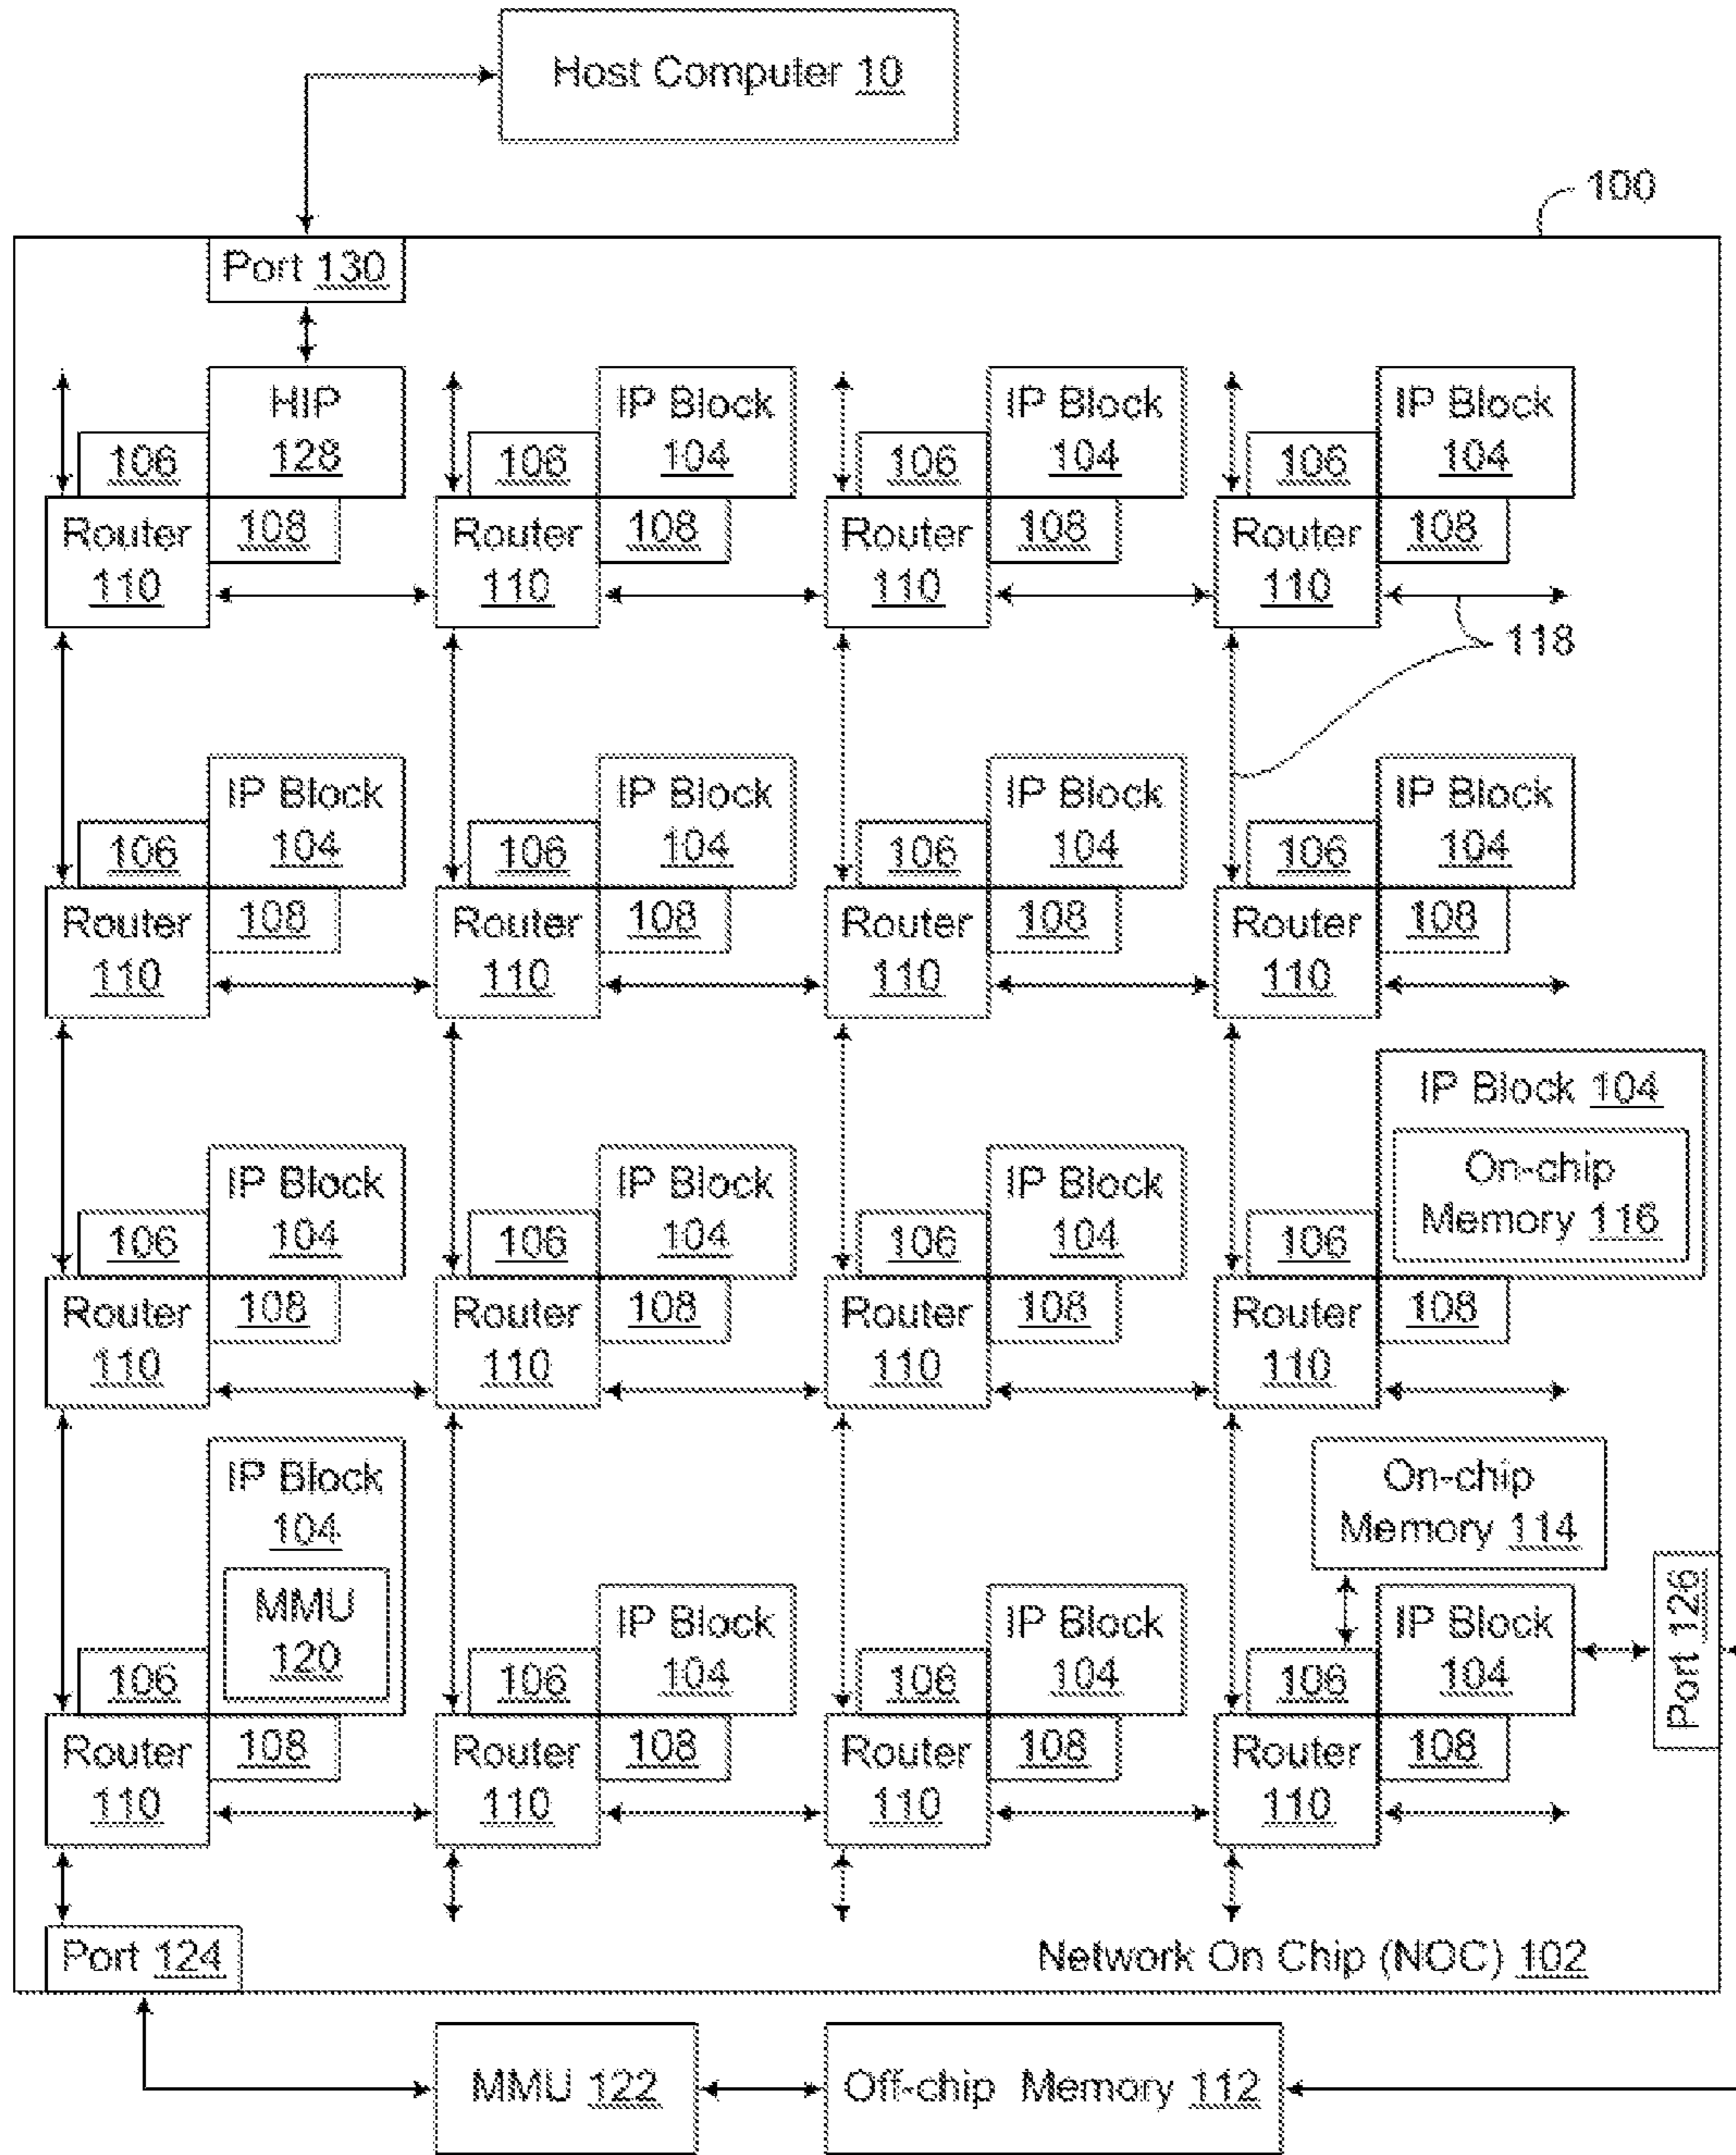 Host Computer 10
100
Port 130
HIP
128
106
Router
110
108
IP Block
104
106
Router
110
108
IP Block
104
106
Router
110
108
IP Block
104
106
Router
110
108
118
IP Block
104
106
Router
110
108
IP Block
104
106
Router
110
108
IP Block
104
106
Router
110
108
IP Block
104
106
Router
110
108
IP Block
104
106
Router
110
108
IP Block
104
106
Router
110
108
IP Block
104
106
Router
110
108
IP Block 104
On-chip
Memory 116
106
Router
110
108
IP Block
104
MMU
120
106
Router
110
108
IP Block
104
106
Router
110
108
IP Block
104
106
Router
110
108
On-chip
Memory 114
IP Block
104
106
Router
110
108
Port 126
Port 124
Network On Chip (NOC) 102
MMU 122
Off-chip Memory 112